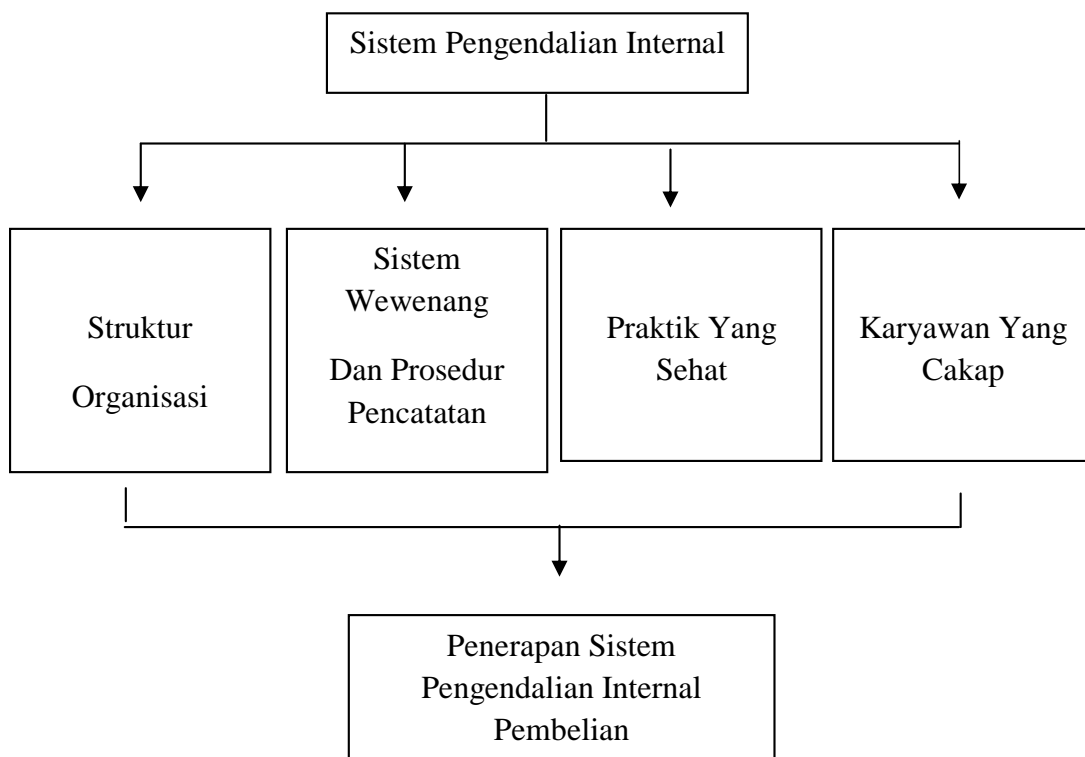 Sistem Pengendalian Internal
Struktur
Organisasi
Sistem
Wewenang
Dan Prosedur
Pencatatan
Praktik Yang
Sehat
Karyawan Yang
Cakap
Penerapan Sistem
Pengendalian Internal
Pembelian